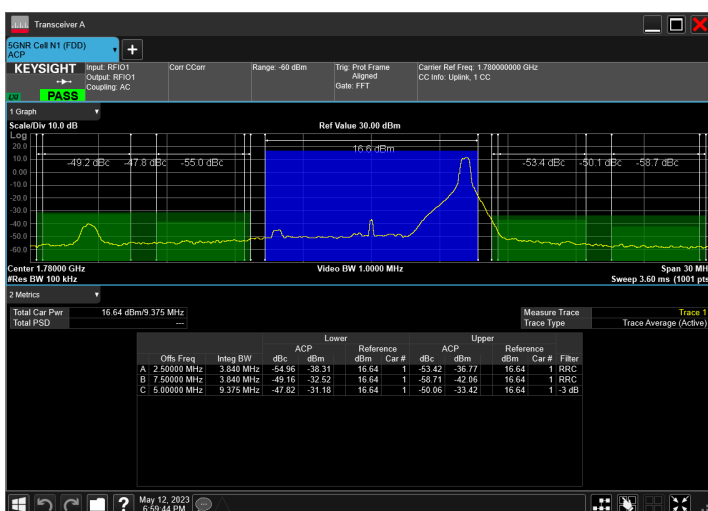 Transceiver A
5GNR Cell N1 (FDD)
ACP
KEYSIGHT
Input: RFIO1
Output: RFIO1
Coupling: AC
Corr CCorr
Range: -60 dBm
Trig: Prot Frame
Aligned
Gate: FFT
Carrier Ref Freq: 1.780000000 GHz
CC Info: Uplink, 1 CC
LXI
PASS
1 Graph
Scale/Div 10.0 dB
Ref Value 30.00 dBm
Log
20.0
10.0
0.00
-10.0
-20.0
-30.0
-40.0
-50.0
-60.0
-49.2 dBc
-47.8 dBc
-55.0 dBc
16.6 dBm
-53.4 dBc
-50.1 dBc
-58.7 dBc
Center 1.78000 GHz
Video BW 1.0000 MHz
Span 30 MH
#Res BW 100 kHz
Sweep 3.60 ms (1001 pts
2 Metrics
Total Car Pwr 16.64 dBm/9.375 MHz
Total PSD ---
Measure Trace Trace 1
Trace Type Trace Average (Active)
Lower Upper
ACP Reference ACP Reference
Offs Freq Integ BW dBc dBm dBm Car # dBc dBm dBm Car # Filter
A 2.50000 MHz 3.840 MHz -54.96 -38.31 16.64 1 -53.42 -36.77 16.64 1 RRC
B 7.50000 MHz 3.840 MHz -49.16 -32.52 16.64 1 -58.71 -42.06 16.64 1 RRC
C 5.00000 MHz 9.375 MHz -47.82 -31.18 16.64 1 -50.06 -33.42 16.64 1 -3 dB
May 12, 2023
6:59:44 PM